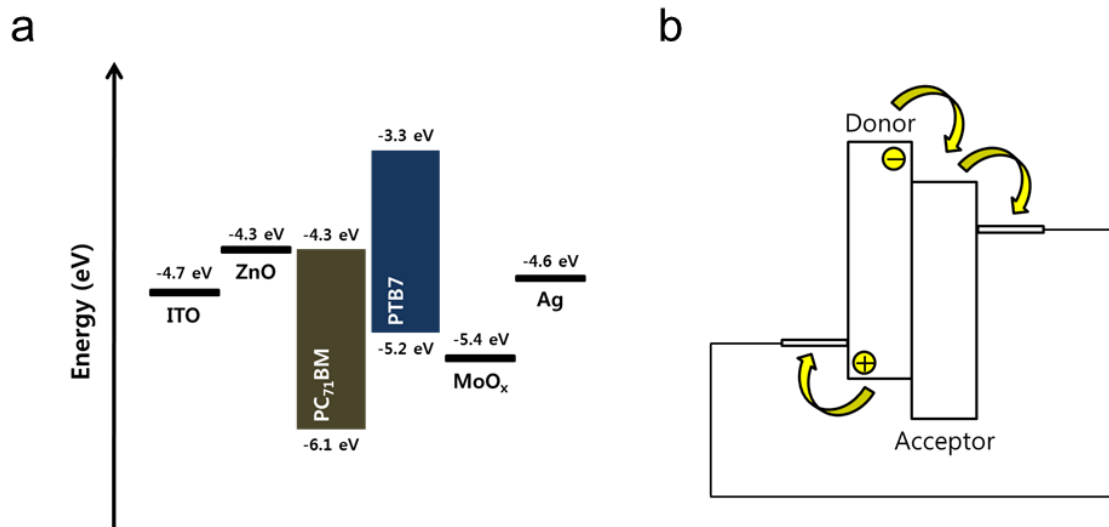 a
Energy (eV)
-4.7 eV
ITO
-4.3 eV
ZnO
-4.3 eV
PC₇₁BM
-6.1 eV
-3.3 eV
PTB7
-5.2 eV
-5.4 eV
MoOₓ
-4.6 eV
Ag
b
Donor
−
+
Acceptor